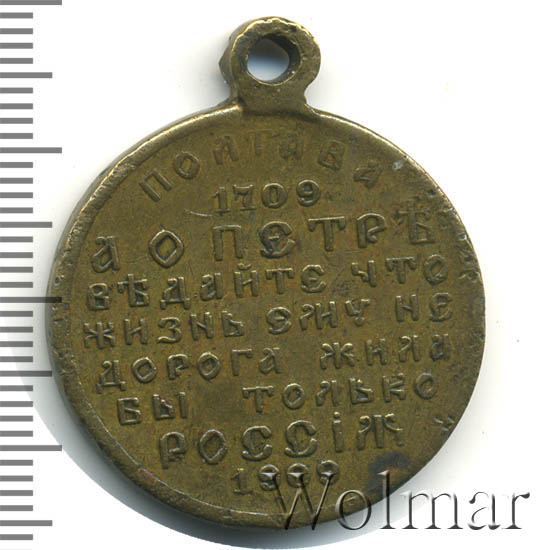 ПОЛТАВА
1709
А О ПЕТРѢ
ВѢДАЙТЕ ЧТО
ЖИЗНЬ ЕМУ НЕ
ДОРОГА ЖИЛА
БЫ ТОЛЬКО
РОССІЯ
1909
Wolmar